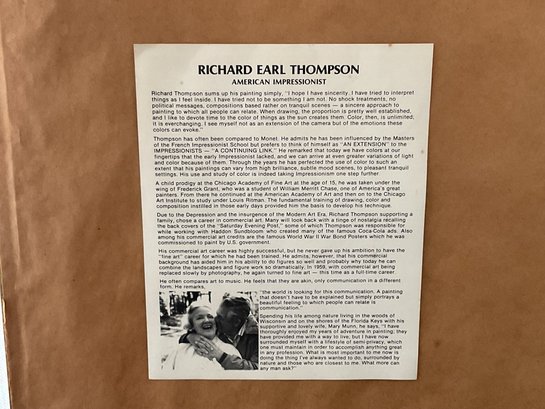 RICHARD EARL THOMPSON
AMERICAN IMPRESSIONIST
Richard Thompson sums up his painting simply, "I hope I have sincerity. I have tried to interpret
things as I feel inside. I have tried not to be something I am not. No shock treatments, no
political messages, compositions based rather on tranquil scenes — a sincere approach to
painting to which all people can relate. When drawing, the proportion is pretty well established,
and I like to devote time to the color of things as the sun creates them. Color, then, is unlimited,
it is everchanging. I see myself not as an extension of the camera but of the emotions these
colors can evoke."
Thompson has often been compared to Monet. He admits he has been influenced by the Masters
of the French Impressionist School but prefers to think of himself as "AN EXTENSION" to the
IMPRESSIONISTS — "A CONTINUING LINK." He remarked that today we have colors at our
fingertips that the early Impressionist lacked, and we can arrive at even greater variations of light
and color because of them. Through the years he has perfected the use of color to such an
extent that his paintings can vary from high brilliance, subtle mood scenes, to pleasant tranquil
settings. His use and study of color is indeed taking Impressionism one step further.
A child prodigy at the Chicago Academy of Fine Art at the age of 15, he was taken under the
wing of Frederick Grant, who was a student of William Merritt Chase, one of America's great
painters. From there he continued at the American Academy of Art and then on to the Chicago
Art Institute to study under Louis Ritman. The fundamental training of drawing, color and
composition instilled in those early days provided him the basis to develop his technique.
Due to the Depression and the insurgence of the Modern Art Era, Richard Thompson supporting a
family, chose a career in commercial art. Many will look back with a tinge of nostalgia recalling
the back covers of the "Saturday Evening Post," some of which Thompson was responsible for
while working with Haddon Sundbloom who created many of the famous Coca-Cola ads. Also
among his commercial art credits are the famous World War II War Bond Posters which he was
commissioned to paint by U.S. government.
His commercial art career was highly successful, but he never gave up his ambition to have the
"fine art" career for which he had been trained. He admits, however, that his commercial
background has aided him in his ability to do figures so well and probably why today he can
combine the landscapes and figure work so dramatically. In 1959, with commercial art being
replaced slowly by photography, he again turned to fine art — this time as a full-time career.
He often compares art to music. He feels that they are akin, only communication in a different
form. He remarks,
"the world is looking for this communication. A painting
that doesn't have to be explained but simply portrays a
beautiful feeling to which people can relate is
communication."
Spending his life among nature living in the woods of
Wisconsin and on the shores of the Florida Keys with his
supportive and lovely wife, Mary Munn, he says, "I have
thoroughly enjoyed my years of adventure in painting; they
have provided me with a way to live; but I have now
surrounded myself with a lifestyle of semi-privacy, which
one must maintain in order to accomplish anything great
in any profession. What is most important to me now is
doing the thing I've always wanted to do, surrounded by
nature and those who are closest to me. What more can
any man ask?"